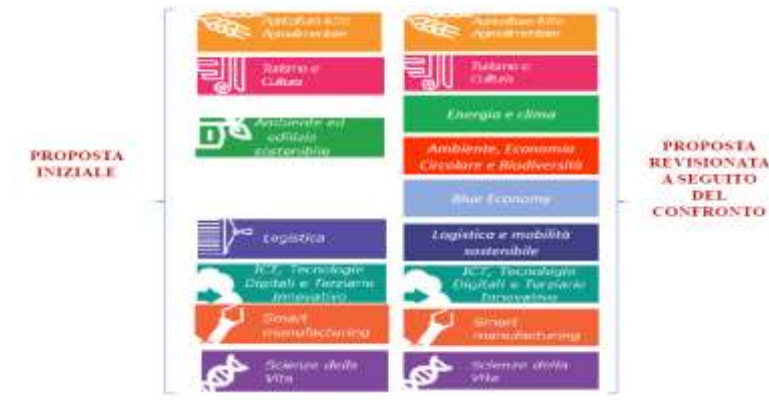 PROPOSTA
INIZIALE
Agroalimentare
Turismo e
Cultura
Ambiente ed
edilizia
sostenibile
Logistica
ICT, Tecnologie
Digitali e Terziario
Innovativo
Smart
manufacturing
Scienze della
Vita
Agroalimentare
Turismo e
Cultura
Energia e clima
Ambiente, Economia
Circolare e Biodiversità
Blue Economy
Logistica e mobilità
sostenibile
ICT, Tecnologie
Digitali e Terziario
Innovativo
Smart
manufacturing
Scienze della
Vita
PROPOSTA
REVISIONATA
A SEGUITO
DEL
CONFRONTO